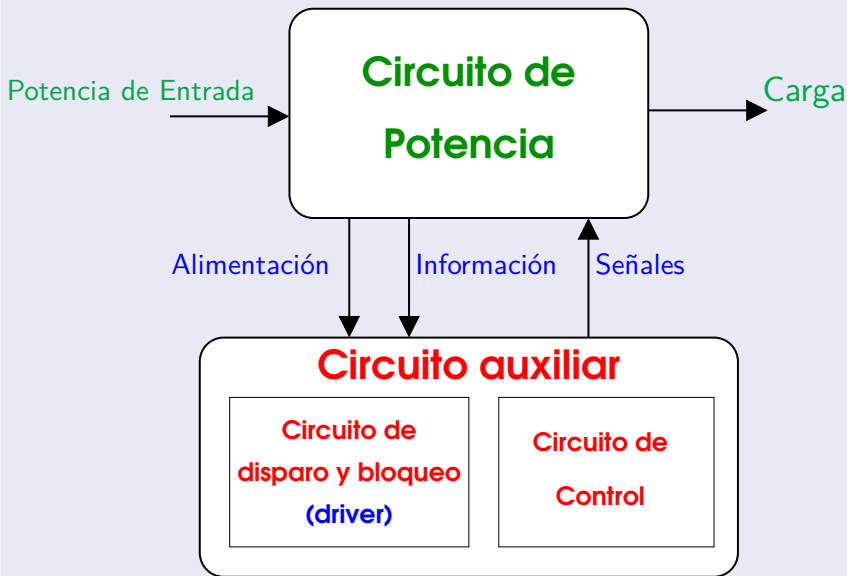 Circuito de
Potencia
Potencia de Entrada
Carga
Alimentación
Información
Señales
Circuito auxiliar
Circuito de
disparo y bloqueo
(driver)
Circuito de
Control